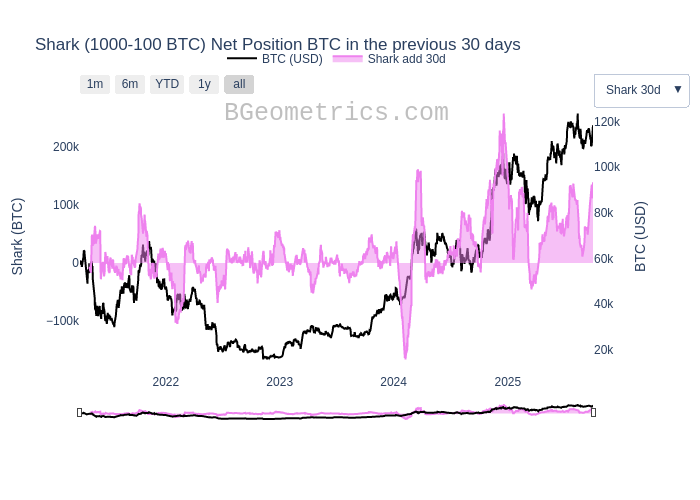 Shark (1000-100 BTC) Net Position BTC in the previous 30 days
BTC (USD) Shark add 30d
1m 6m YTD 1y all
Shark 30d ▼
BGeometrics.com
200k
100k
0
−100k
Shark (BTC)
120k
100k
80k
60k
40k
20k
BTC (USD)
2022 2023 2024 2025